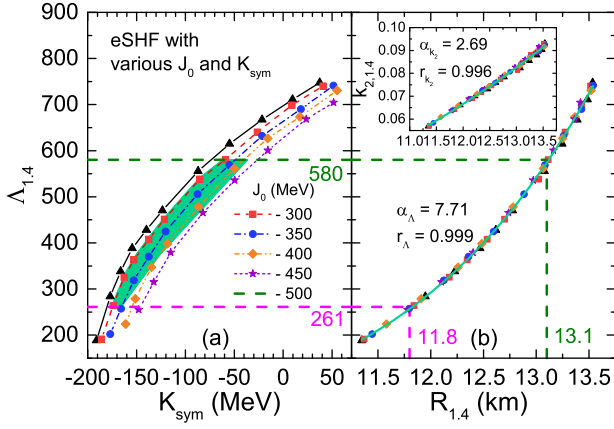 900
800
700
600
500
400
300
200
Λ1.4
eSHF with
various J0 and Ksym
580
J0 (MeV)
- 300
- 350
- 400
- 450
- 500
261
(a)
-200 -150 -100 -50 0 50
Ksym (MeV)
0.10
0.09
0.08
0.07
0.06
k2,1.4
αk2 = 2.69
rk2 = 0.996
11.0 11.5 12.0 12.5 13.0 13.5
αΛ = 7.71
rΛ = 0.999
11.8
(b)
13.1
11.5 12.0 12.5 13.0 13.5
R1.4 (km)